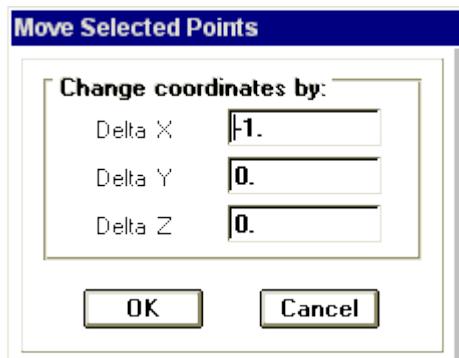 Move Selected Points
Change coordinates by:
Delta X -1.
Delta Y 0.
Delta Z 0.
OK Cancel